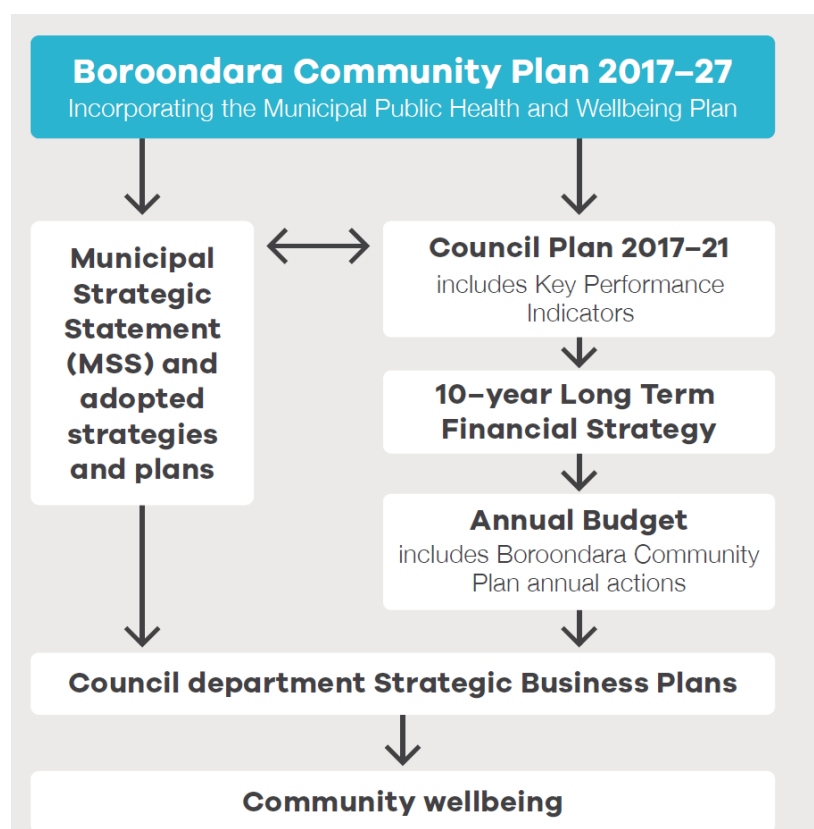 Boroondara Community Plan 2017–27
Incorporating the Municipal Public Health and Wellbeing Plan
Municipal
Strategic
Statement
(MSS) and
adopted
strategies
and plans
Council Plan 2017–21
includes Key Performance
Indicators
10–year Long Term
Financial Strategy
Annual Budget
includes Boroondara Community
Plan annual actions
Council department Strategic Business Plans
Community wellbeing